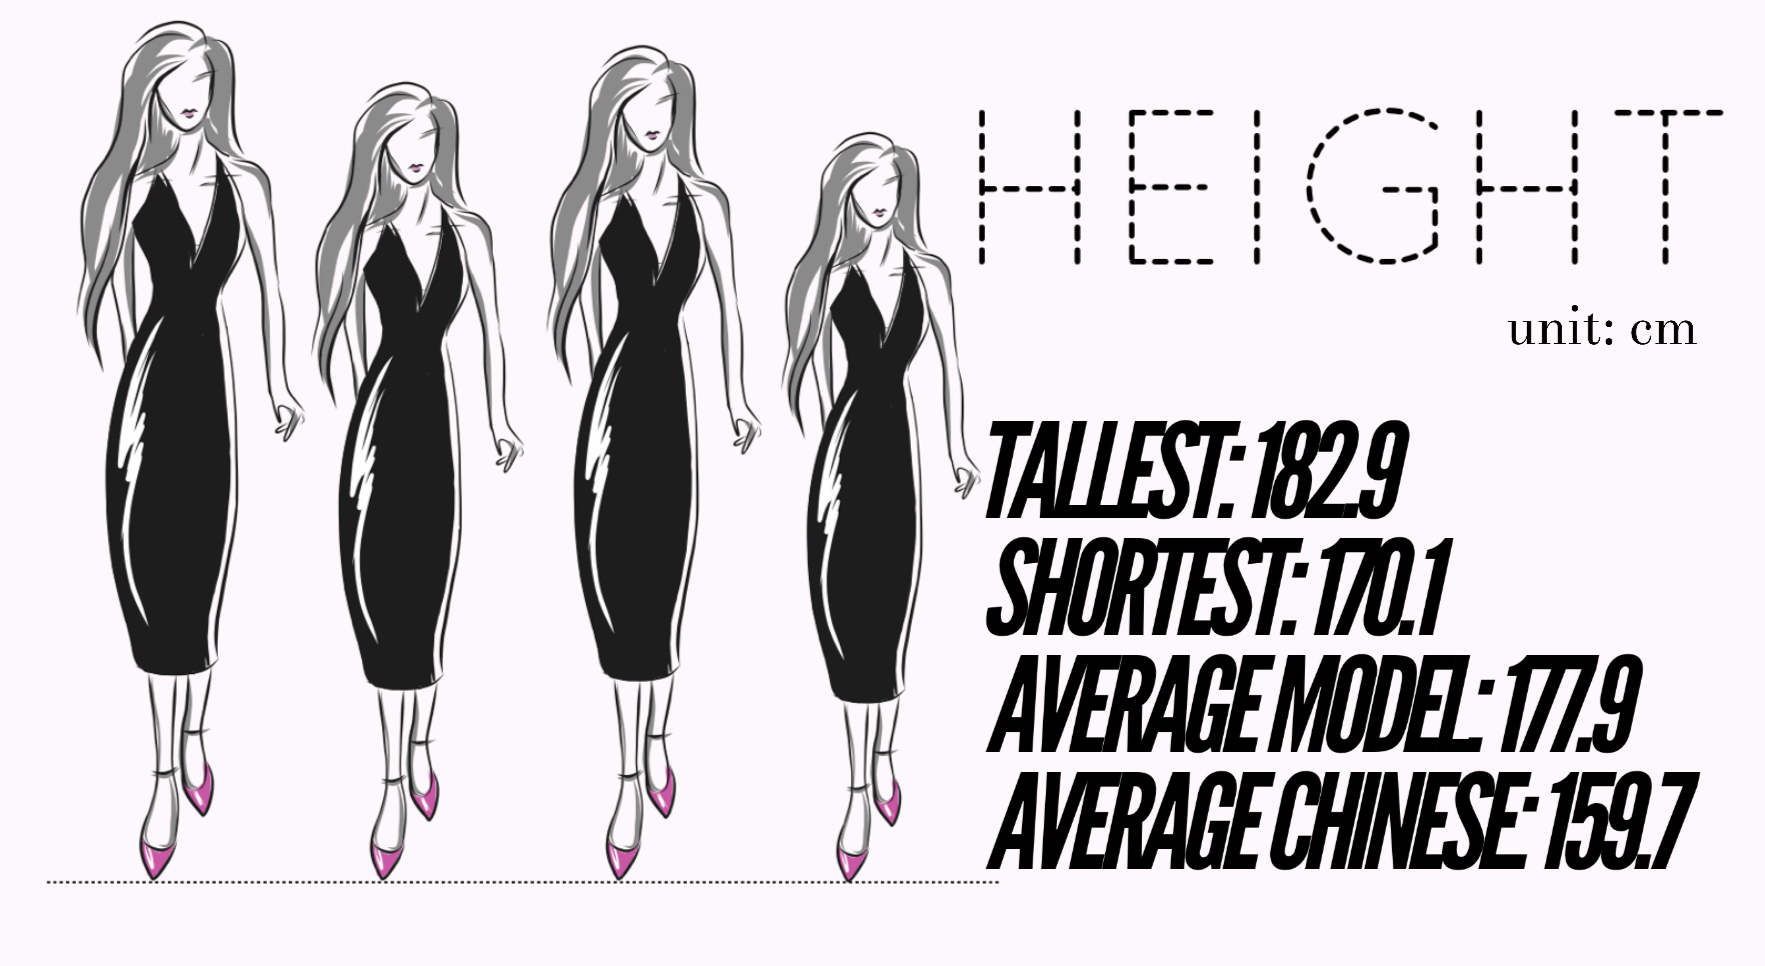 HEIGHT
unit: cm
TALLEST: 182.9
SHORTEST: 170.1
AVERAGE MODEL: 177.9
AVERAGE CHINESE: 159.7